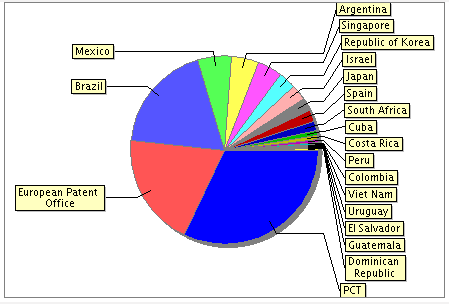 Argentina
Singapore
Republic of Korea
Mexico
Israel
Japan
Brazil
Spain
South Africa
Cuba
Costa Rica
Peru
Colombia
European Patent
Office
Viet Nam
Uruguay
El Salvador
Guatemala
Dominican
Republic
PCT